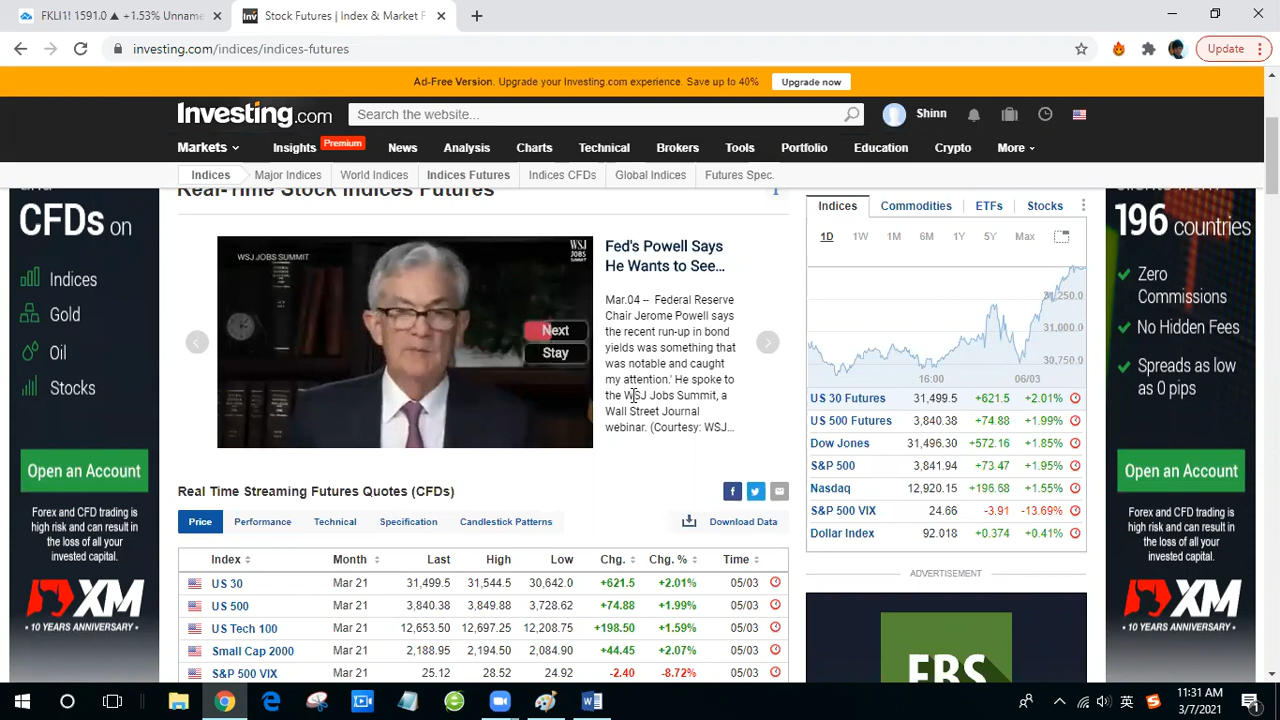 FKLI1! 1591.0 ▲ +1.53% Unname
Stock Futures | Index & Market F
investing.com/indices/indices-futures
Update
Ad-Free Version. Upgrade your Investing.com experience. Save up to 40%
Upgrade now
Investing.com
Search the website...
Shinn
Markets
Insights
Premium
News
Analysis
Charts
Technical
Brokers
Tools
Portfolio
Education
Crypto
More
Indices
Major Indices
World Indices
Indices Futures
Indices CFDs
Global Indices
Futures Spec.
Real-Time Stock Indices Futures
CFDs on
Indices
Gold
Oil
Stocks
Open an Account
Forex and CFD trading is
high risk and can result in
the loss of all your
invested capital.
XM
10 YEARS ANNIVERSARY
WSJ JOBS SUMMIT
WSJ
JOBS
SUMMIT
Next
Stay
Fed's Powell Says
He Wants to See...
Mar.04 -- Federal Reserve
Chair Jerome Powell says
the recent run-up in bond
yields was something that
was notable and caught
my attention.' He spoke to
the WSJ Jobs Summit, a
Wall Street Journal
webinar. (Courtesy: WSJ...
Real Time Streaming Futures Quotes (CFDs)
Price
Performance
Technical
Specification
Candlestick Patterns
Download Data
Index Month Last High Low Chg. Chg. % Time
US 30 Mar 21 31,499.5 31,544.5 30,642.0 +621.5 +2.01% 05/03
US 500 Mar 21 3,840.38 3,849.88 3,728.62 +74.88 +1.99% 05/03
US Tech 100 Mar 21 12,653.50 12,697.25 12,208.75 +198.50 +1.59% 05/03
Small Cap 2000 Mar 21 2,188.95 2,194.50 2,084.90 +44.45 +2.07% 05/03
S&P 500 VIX Mar 21 25.12 28.52 24.92 -2.40 -8.72% 05/03
Indices
Commodities
ETFs
Stocks
1D 1W 1M 6M 1Y 5Y Max
31,250.0
31,000.0
30,750.0
16:00 06/03
US 30 Futures 31,499.5 +621.5 +2.01%
US 500 Futures 3,840.38 +74.88 +1.99%
Dow Jones 31,496.30 +572.16 +1.85%
S&P 500 3,841.94 +73.47 +1.95%
Nasdaq 12,920.15 +196.68 +1.55%
S&P 500 VIX 24.66 -3.91 -13.69%
Dollar Index 92.018 +0.374 +0.41%
ADVERTISEMENT
196 countries
Zero
Commissions
No Hidden Fees
Spreads as low
as 0 pips
Open an Account
Forex and CFD trading is
high risk and can result in
the loss of all your
invested capital.
XM
10 YEARS ANNIVERSARY
英
11:31 AM
3/7/2021